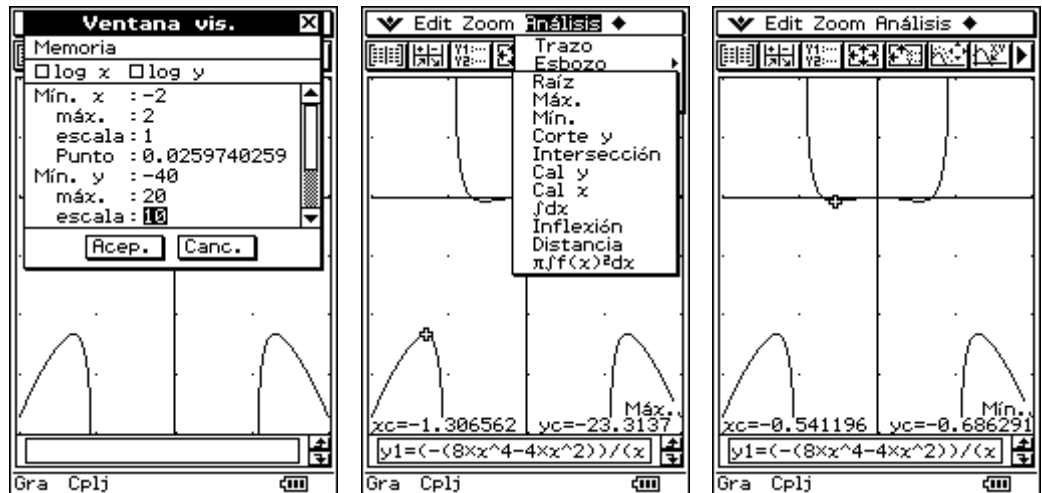 Ventana vis.
Memoria
log x log y
Mín. x :-2
máx. :2
escala:1
Punto :0.0259740259
Mín. y :-40
máx. :20
escala:10
Acep. Canc.
Gra Cplj
Edit Zoom Análisis ◆
Trazo
Esbozo
Raíz
Máx.
Mín.
Corte y
Intersección
Cal y
Cal x
∫dx
Inflexión
Distancia
π∫f(x)²dx
Máx.
xc=-1.306562 yc=-23.3137
y1=(-(8×x^4-4×x^2))/(x
Gra Cplj
Edit Zoom Análisis ◆
Mín.
xc=-0.541196 yc=-0.686291
y1=(-(8×x^4-4×x^2))/(x
Gra Cplj